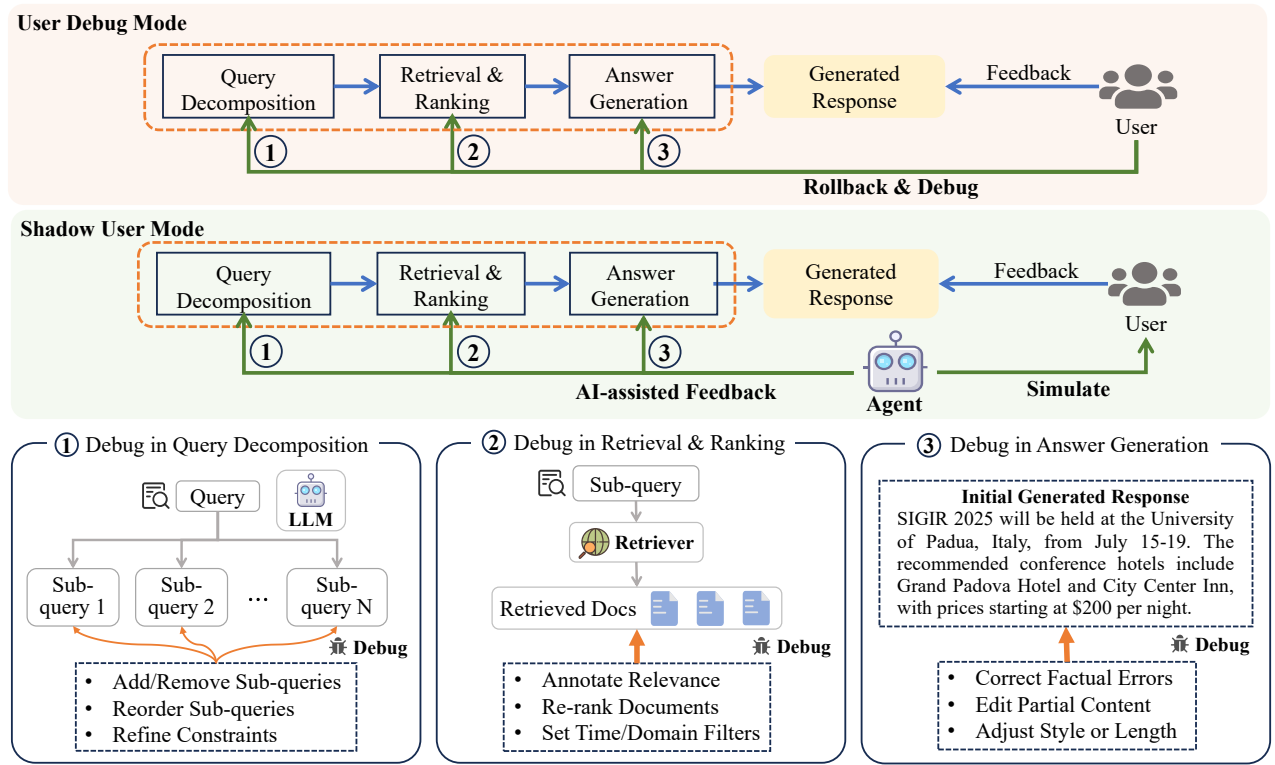 User Debug Mode
Query
Decomposition
Retrieval &
Ranking
Answer
Generation
Generated
Response
Feedback
User
1
2
3
Rollback & Debug
Shadow User Mode
Query
Decomposition
Retrieval &
Ranking
Answer
Generation
Generated
Response
Feedback
User
1
2
3
AI-assisted Feedback
Agent
Simulate
1 Debug in Query Decomposition
Query
LLM
Sub-
query 1
Sub-
query 2
...
Sub-
query N
Debug
• Add/Remove Sub-queries
• Reorder Sub-queries
• Refine Constraints
2 Debug in Retrieval & Ranking
Sub-query
Retriever
Retrieved Docs
Debug
• Annotate Relevance
• Re-rank Documents
• Set Time/Domain Filters
3 Debug in Answer Generation
Initial Generated Response
SIGIR 2025 will be held at the University
of Padua, Italy, from July 15-19. The
recommended conference hotels include
Grand Padova Hotel and City Center Inn,
with prices starting at $200 per night.
Debug
• Correct Factual Errors
• Edit Partial Content
• Adjust Style or Length